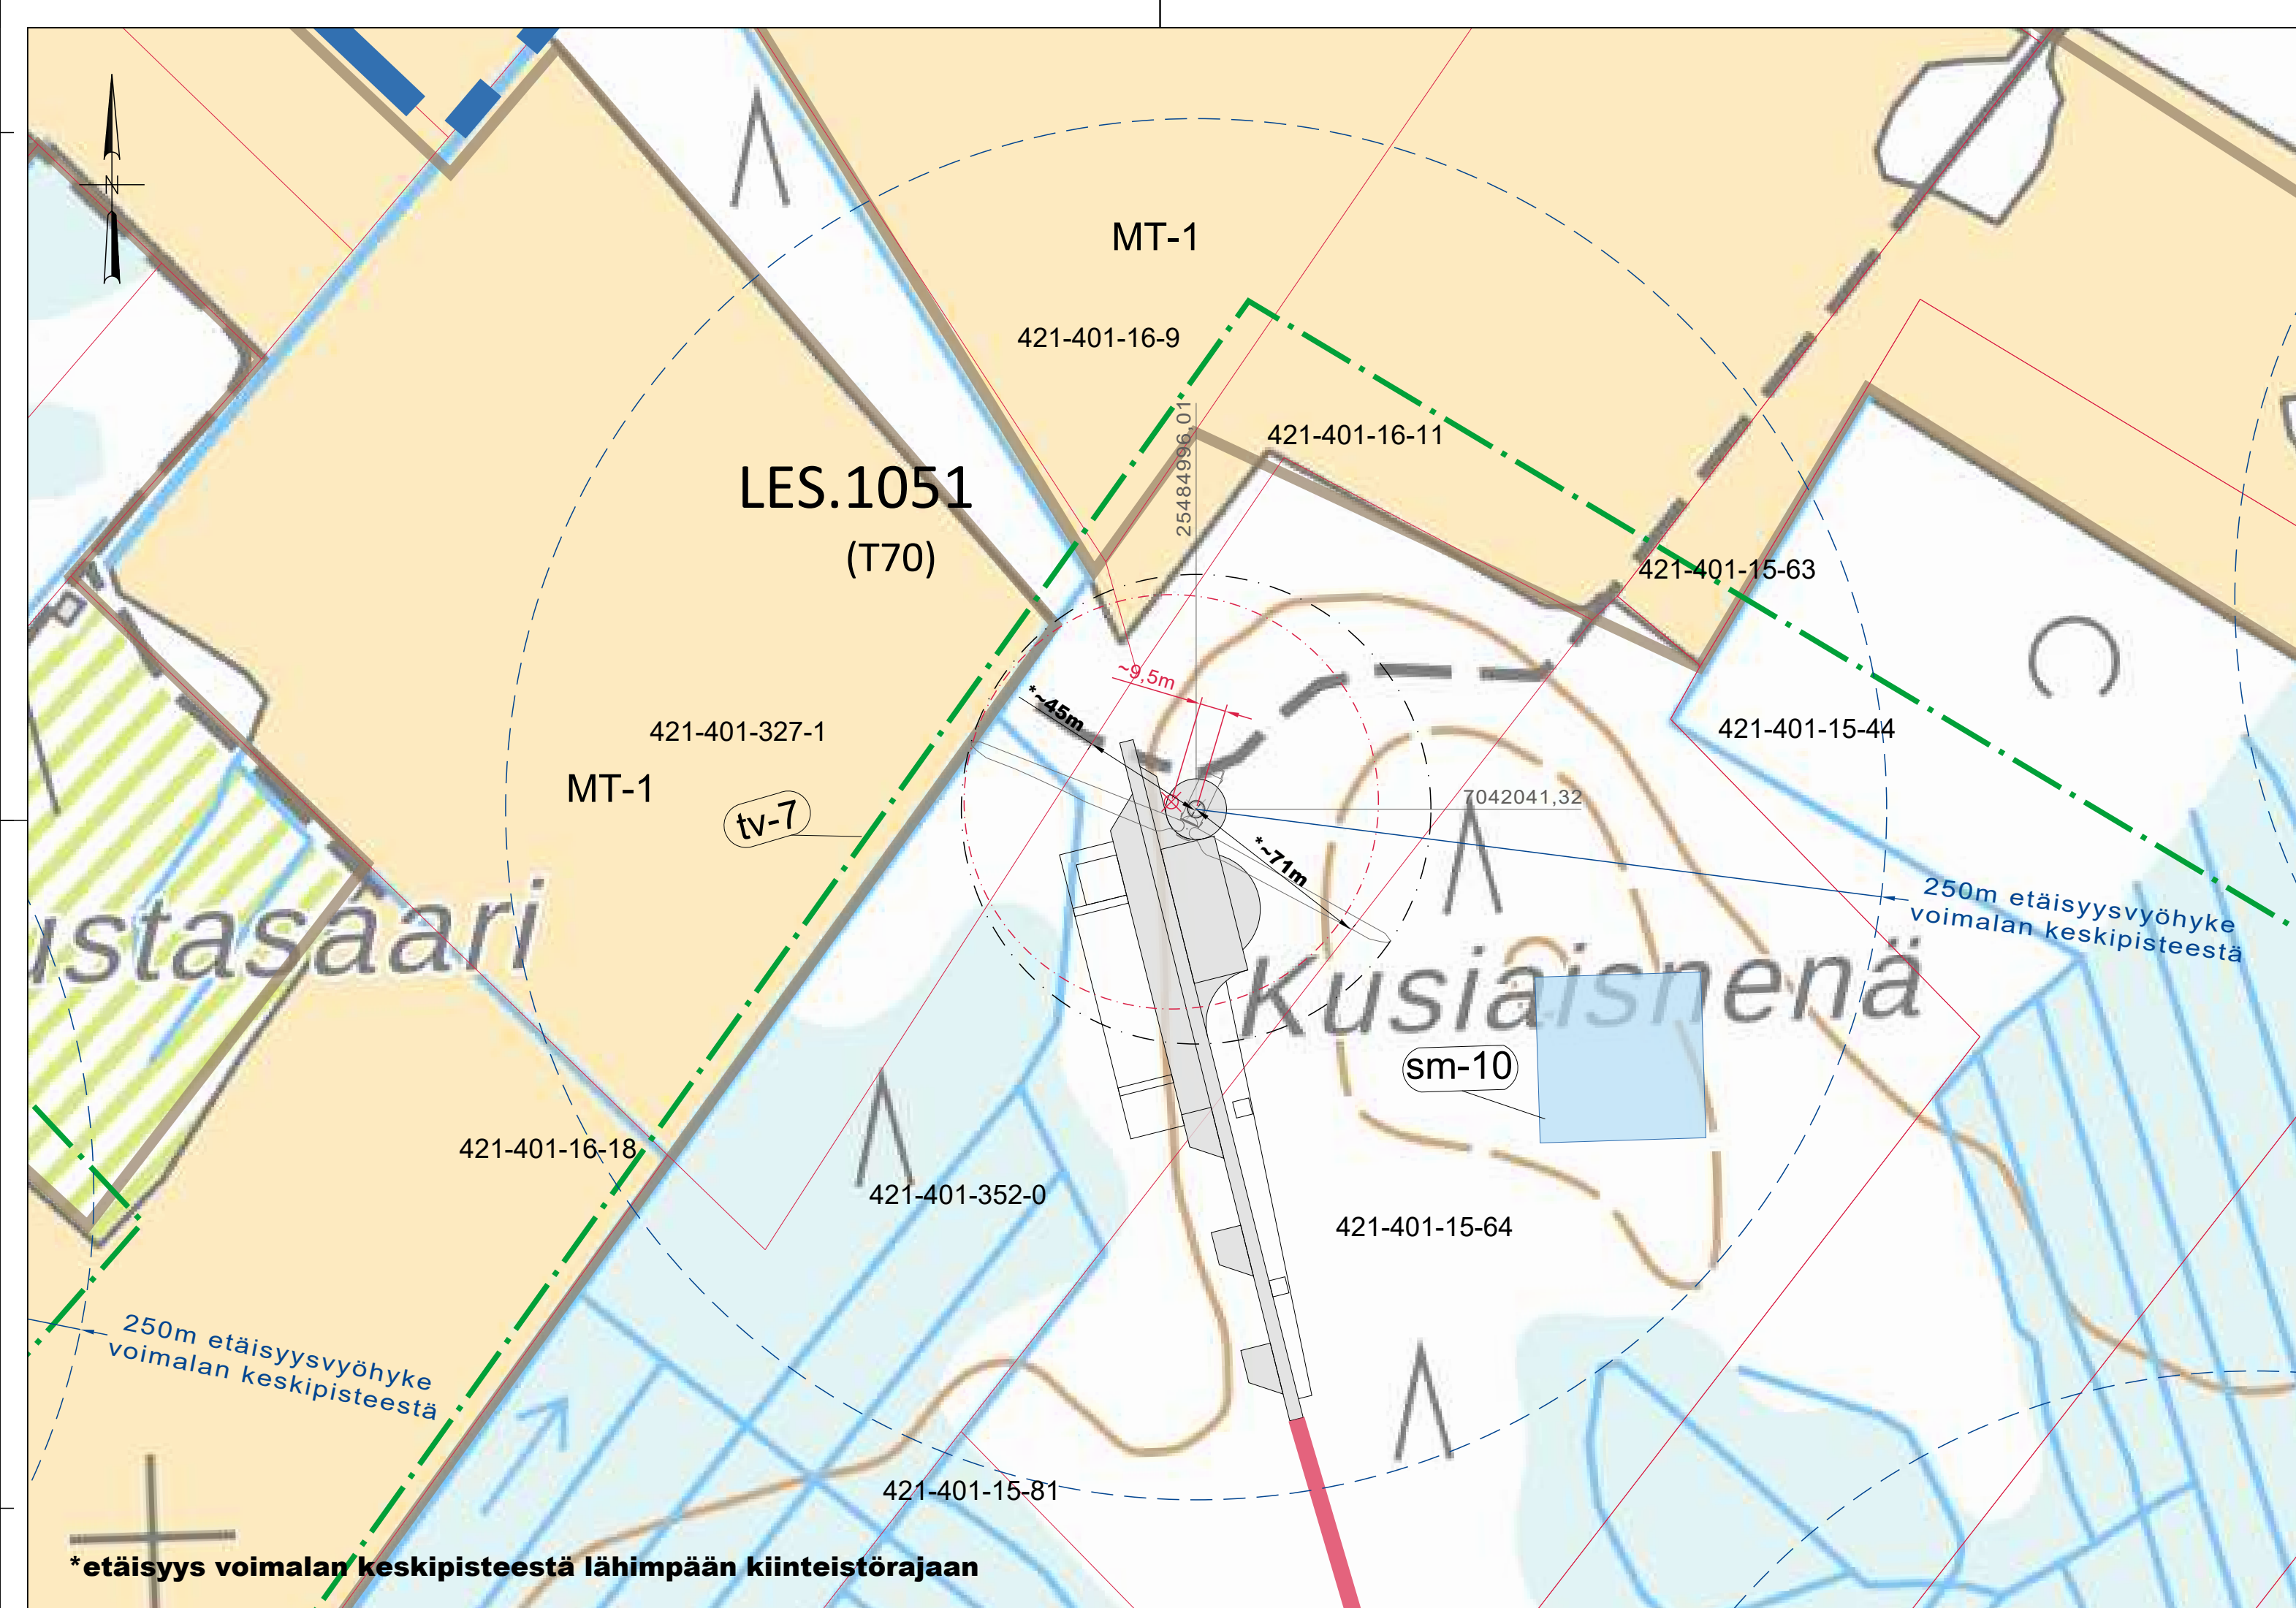 N
MT-1
421-401-16-9
25484996,01
421-401-16-11
LES.1051
(T70)
421-401-15-63
~9,5m
*~45m
421-401-327-1
421-401-15-44
MT-1
tv-7
7042041,32
*~71m
250m etäisyysvyöhyke
voimalan keskipisteestä
ustasaari
Kusiaisnenä
sm-10
421-401-16-18
421-401-352-0
421-401-15-64
250m etäisyysvyöhyke
voimalan keskipisteestä
421-401-15-81
*etäisyys voimalan keskipisteestä lähimpään kiinteistörajaan